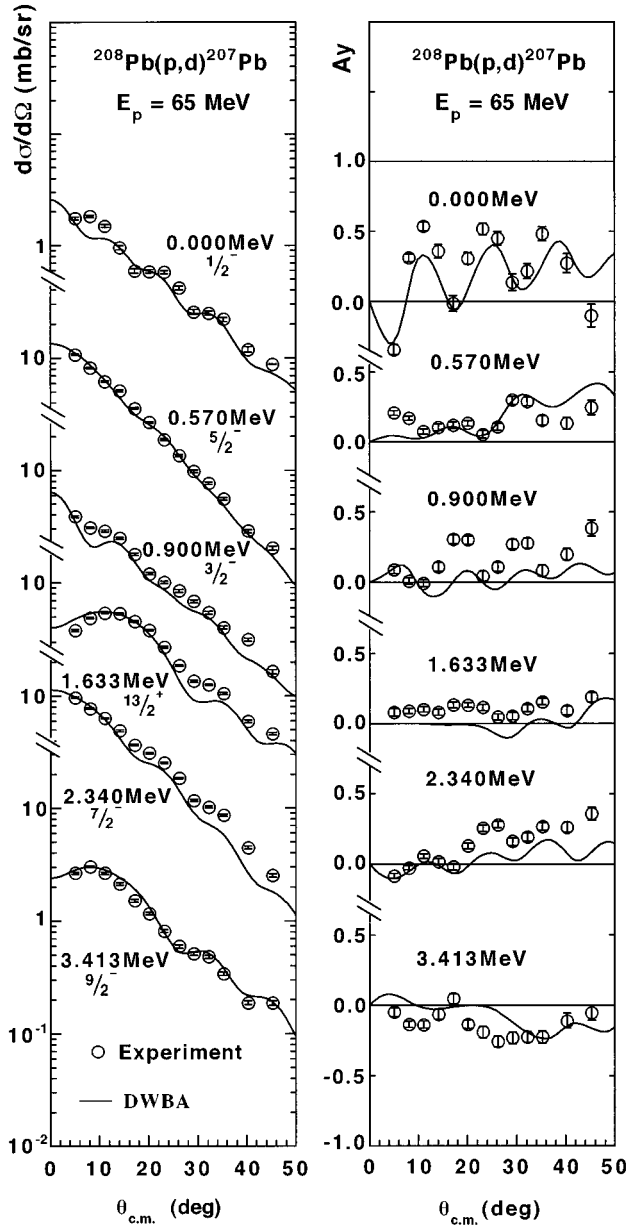 dσ/dΩ (mb/sr)
²⁰⁸Pb(p,d)²⁰⁷Pb
Eₚ = 65 MeV
1
10
10
10
10
10
1
10⁻¹
10⁻²
0.000MeV
1/2⁻
0.570MeV
5/2⁻
0.900MeV
3/2⁻
1.633MeV
13/2⁺
2.340MeV
7/2⁻
3.413MeV
9/2⁻
Experiment
DWBA
0 10 20 30 40 50
θc.m. (deg)
Ay
²⁰⁸Pb(p,d)²⁰⁷Pb
Eₚ = 65 MeV
1.0
0.000MeV
0.5
0.0
0.570MeV
0.5
0.0
0.900MeV
0.5
0.0
1.633MeV
0.5
0.0
2.340MeV
0.5
0.0
3.413MeV
0.5
0.0
-0.5
-1.0
0 10 20 30 40 50
θc.m. (deg)